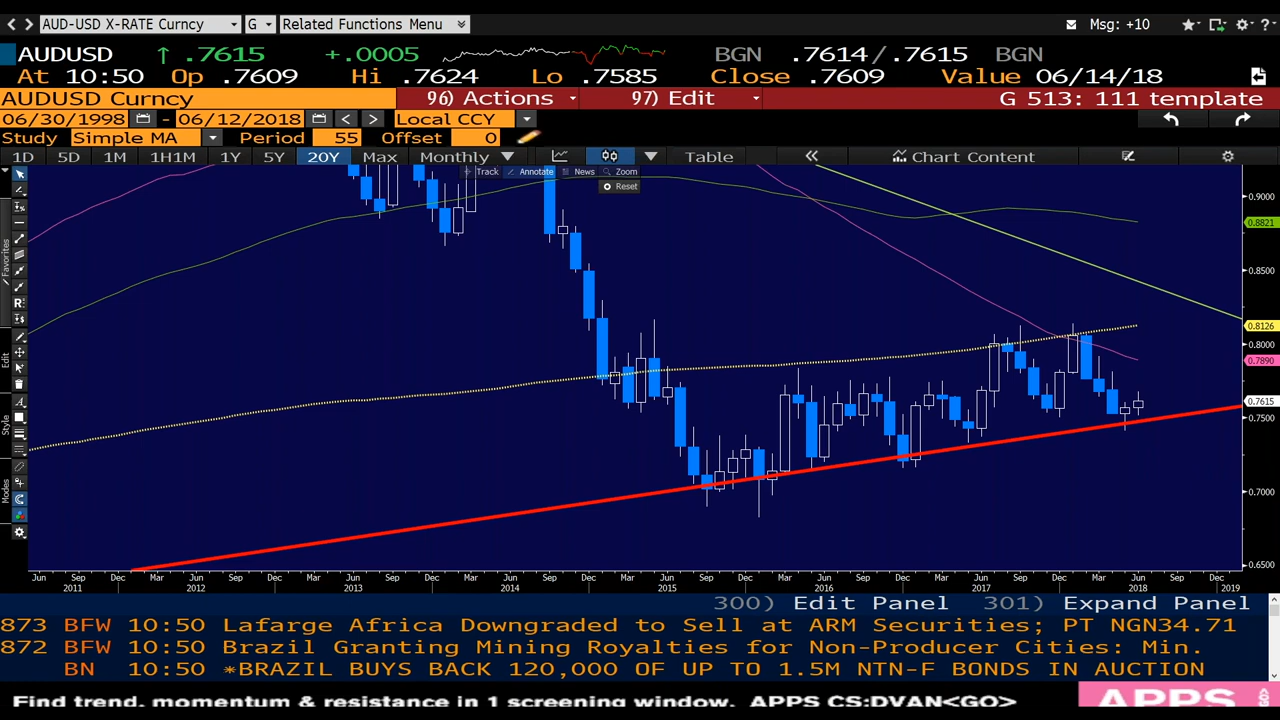 AUD-USD X-RATE Curncy G Related Functions Menu Msg: +10
AUDUSD ↑ .7615 +.0005 BGN .7614 / .7615 BGN
At 10:50 Op .7609 Hi .7624 Lo .7585 Close .7609 Value 06/14/18
AUDUSD Curncy 96) Actions 97) Edit G 513: 111 template
06/30/1998 - 06/12/2018 Local CCY
Study Simple MA Period 55 Offset 0
1D 5D 1M 1H1M 1Y 5Y 20Y Max Monthly ▼ Table « Chart Content
Track Annotate News Zoom
Reset
Favorites
Edit
Style
Modes
0.9000
0.8821
0.8500
0.8126
0.8000
0.7890
0.7615
0.7500
0.7000
0.6500
Jun Sep Dec Mar Jun Sep Dec Mar Jun Sep Dec Mar Jun Sep Dec Mar Jun Sep Dec Mar Jun Sep Dec Mar Jun Sep Dec Mar Jun Sep Dec
2011 2012 2013 2014 2015 2016 2017 2018 2019
300) Edit Panel 301) Expand Panel
873 BFW 10:50 Lafarge Africa Downgraded to Sell at ARM Securities; PT NGN34.71
872 BFW 10:50 Brazil Granting Mining Royalties for Non-Producer Cities: Min.
BN 10:50 *BRAZIL BUYS BACK 120,000 OF UP TO 1.5M NTN-F BONDS IN AUCTION
Find trend, momentum & resistance in 1 screening window. APPS CS:DVAN<GO> APPS